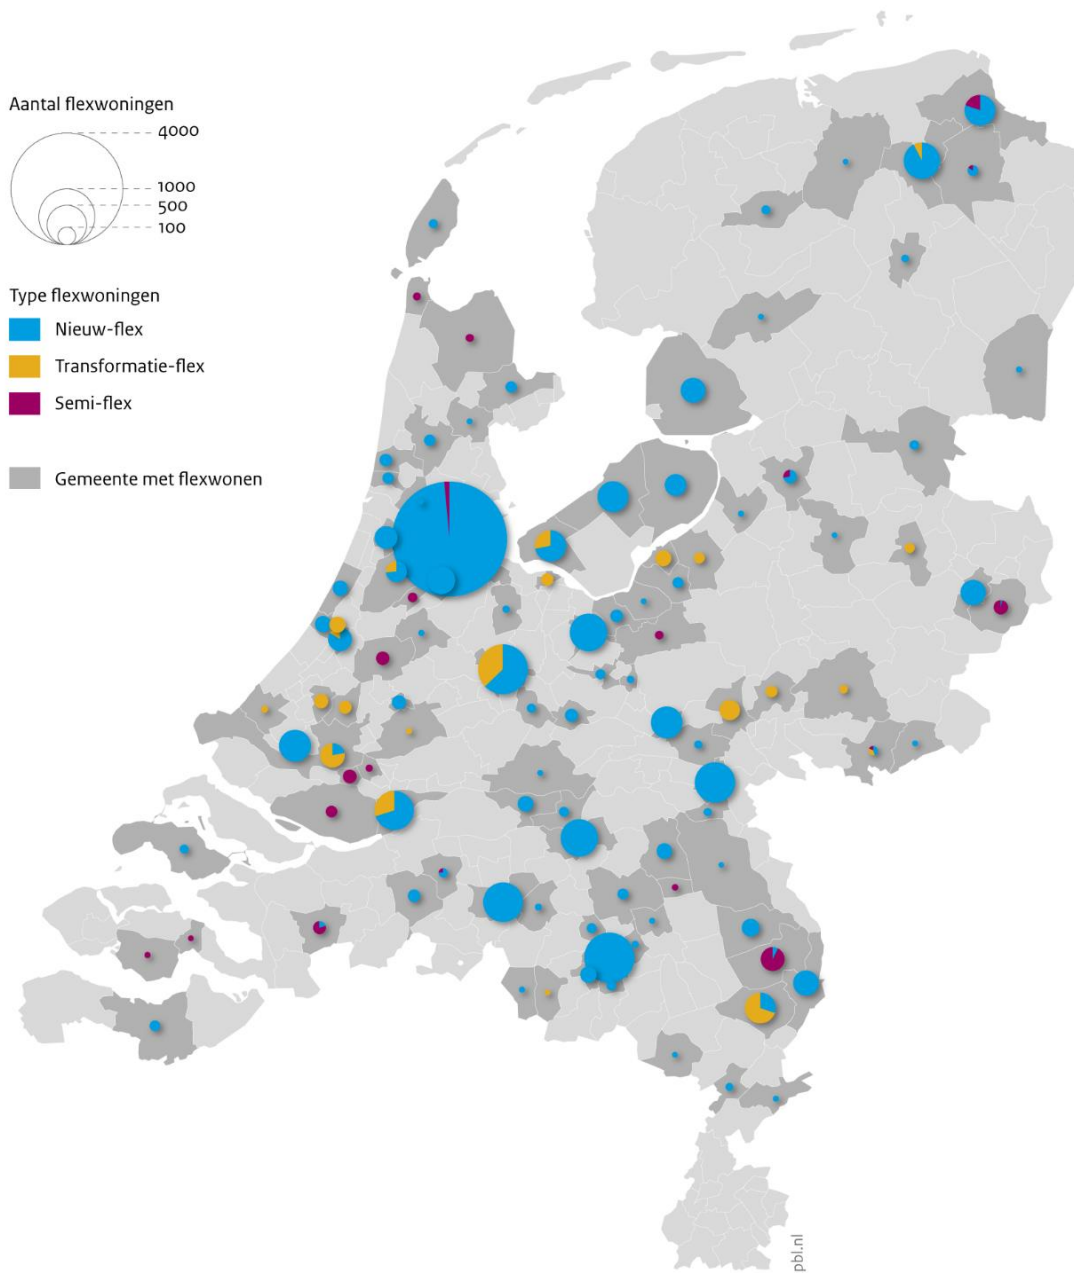 Aantal flexwoningen
4000
1000
500
100
Type flexwoningen
Nieuw-flex
Transformatie-flex
Semi-flex
Gemeente met flexwonen
pbl.nl